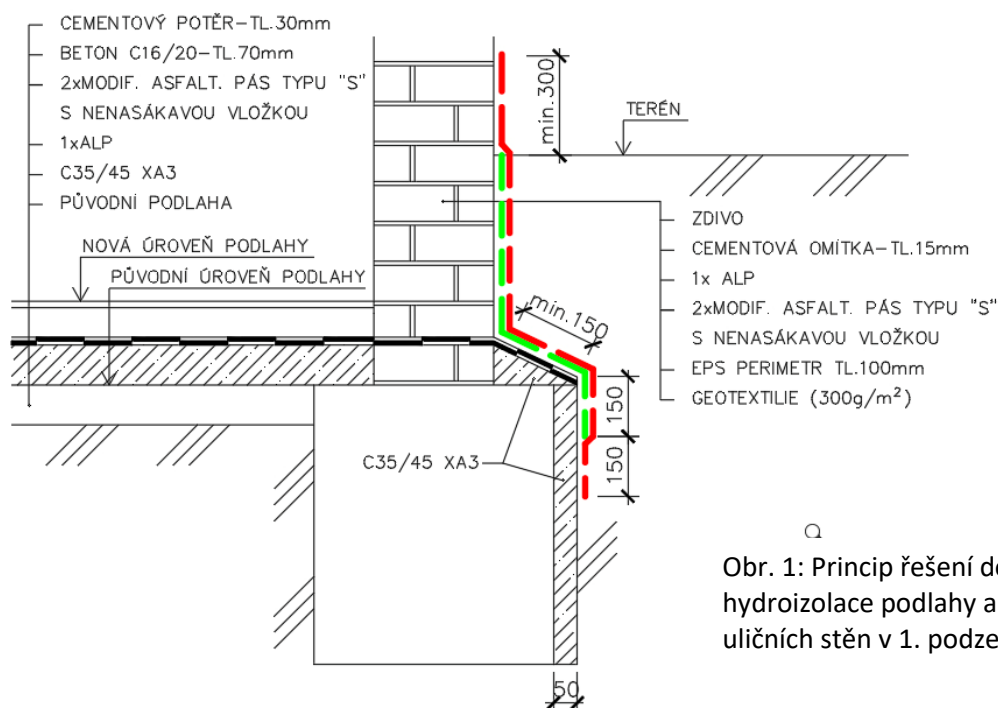 CEMENTOVÝ POTĚR-TL.30mm
BETON C16/20-TL.70mm
2xMODIF. ASFALT. PÁS TYPU "S"
S NENASÁKAVOU VLOŽKOU
1xALP
C35/45 XA3
PŮVODNÍ PODLAHA
NOVÁ ÚROVEŇ PODLAHY
PŮVODNÍ ÚROVEŇ PODLAHY
min.300
TERÉN
ZDIVO
CEMENTOVÁ OMÍTKA-TL.15mm
1x ALP
2xMODIF. ASFALT. PÁS TYPU "S"
S NENASÁKAVOU VLOŽKOU
EPS PERIMETR TL.100mm
GEOTEXTILIE (300g/m²)
min.150
150
150
C35/45 XA3
50
Obr. 1: Princip řešení
hydroizolace podlahy a
uličních stěn v 1.